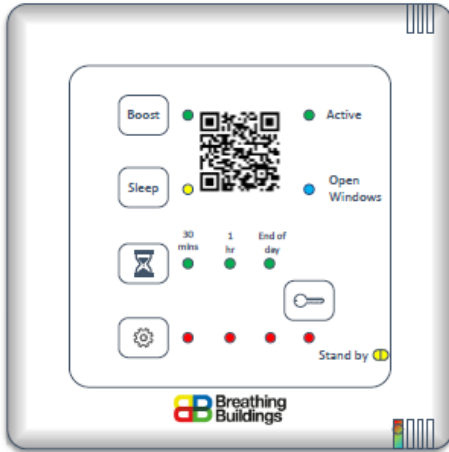 Boost
Active
Sleep
Open
Windows
30
mins
1
hr
End of
day
Stand by
Breathing
Buildings